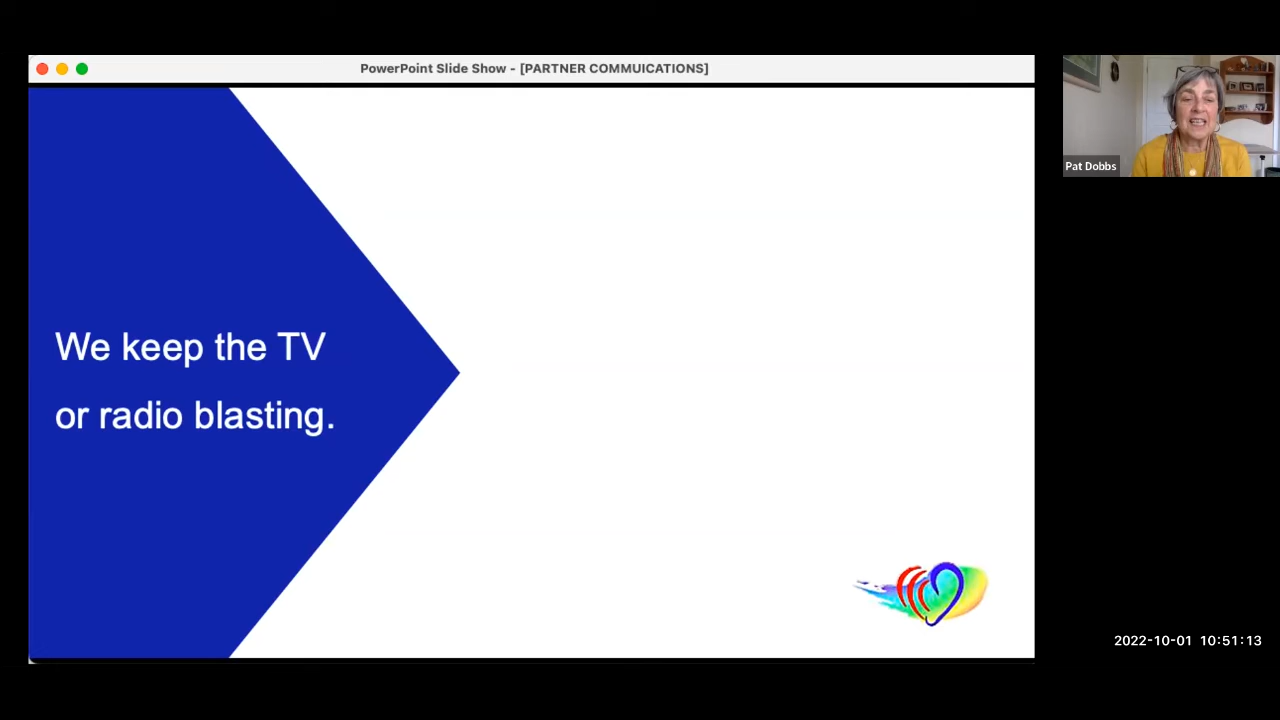 PowerPoint Slide Show - [PARTNER COMMUICATIONS]
We keep the TV
or radio blasting.
Pat Dobbs
2022-10-01 10:51:13